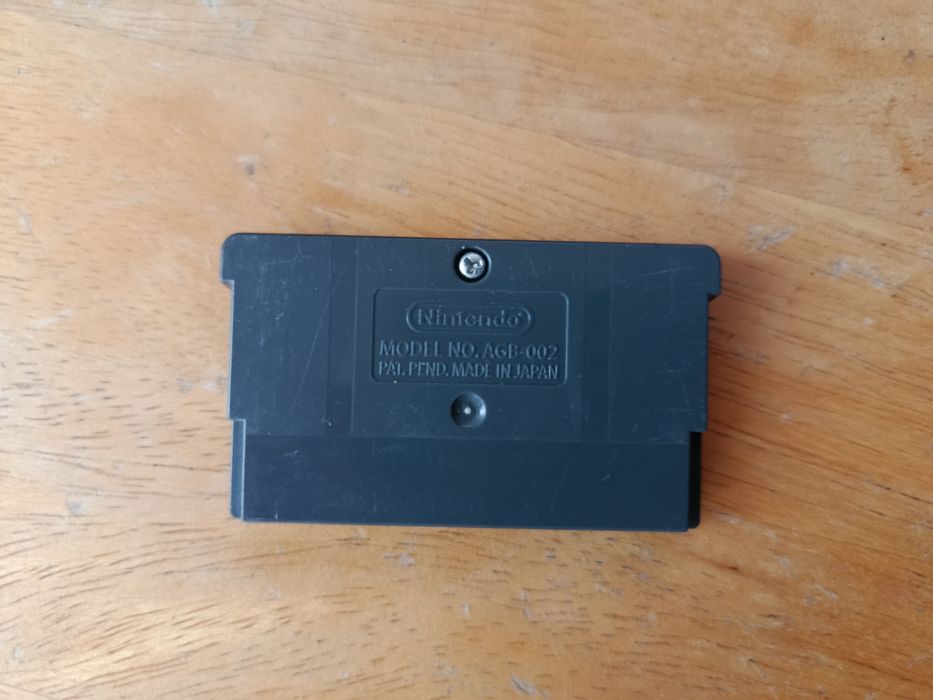 Nintendo®
MODEL NO. AGB-002
PAT. PEND. MADE IN JAPAN